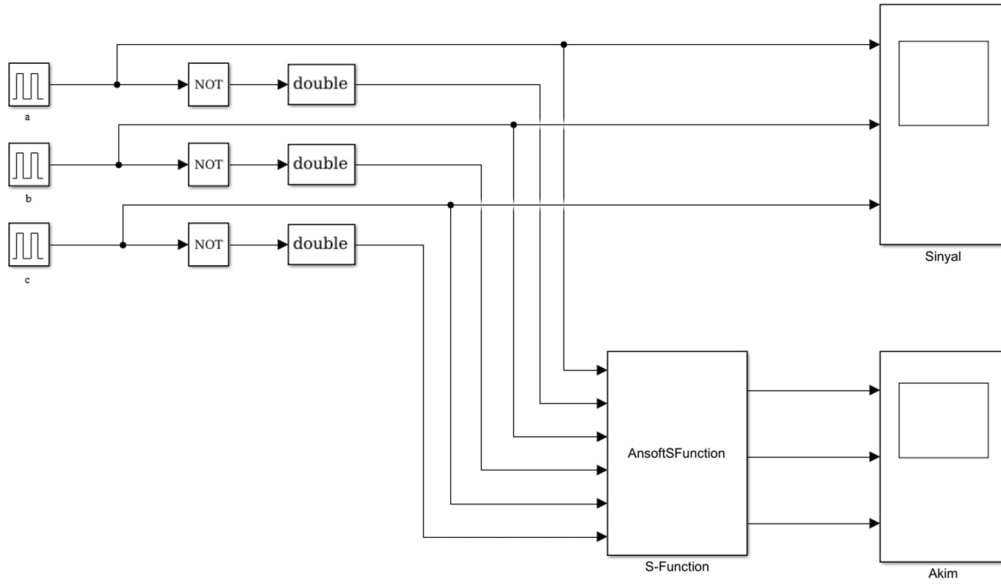 NOT
double
a
NOT
double
b
NOT
double
c
Sinyal
AnsoftSFunction
S-Function
Akim